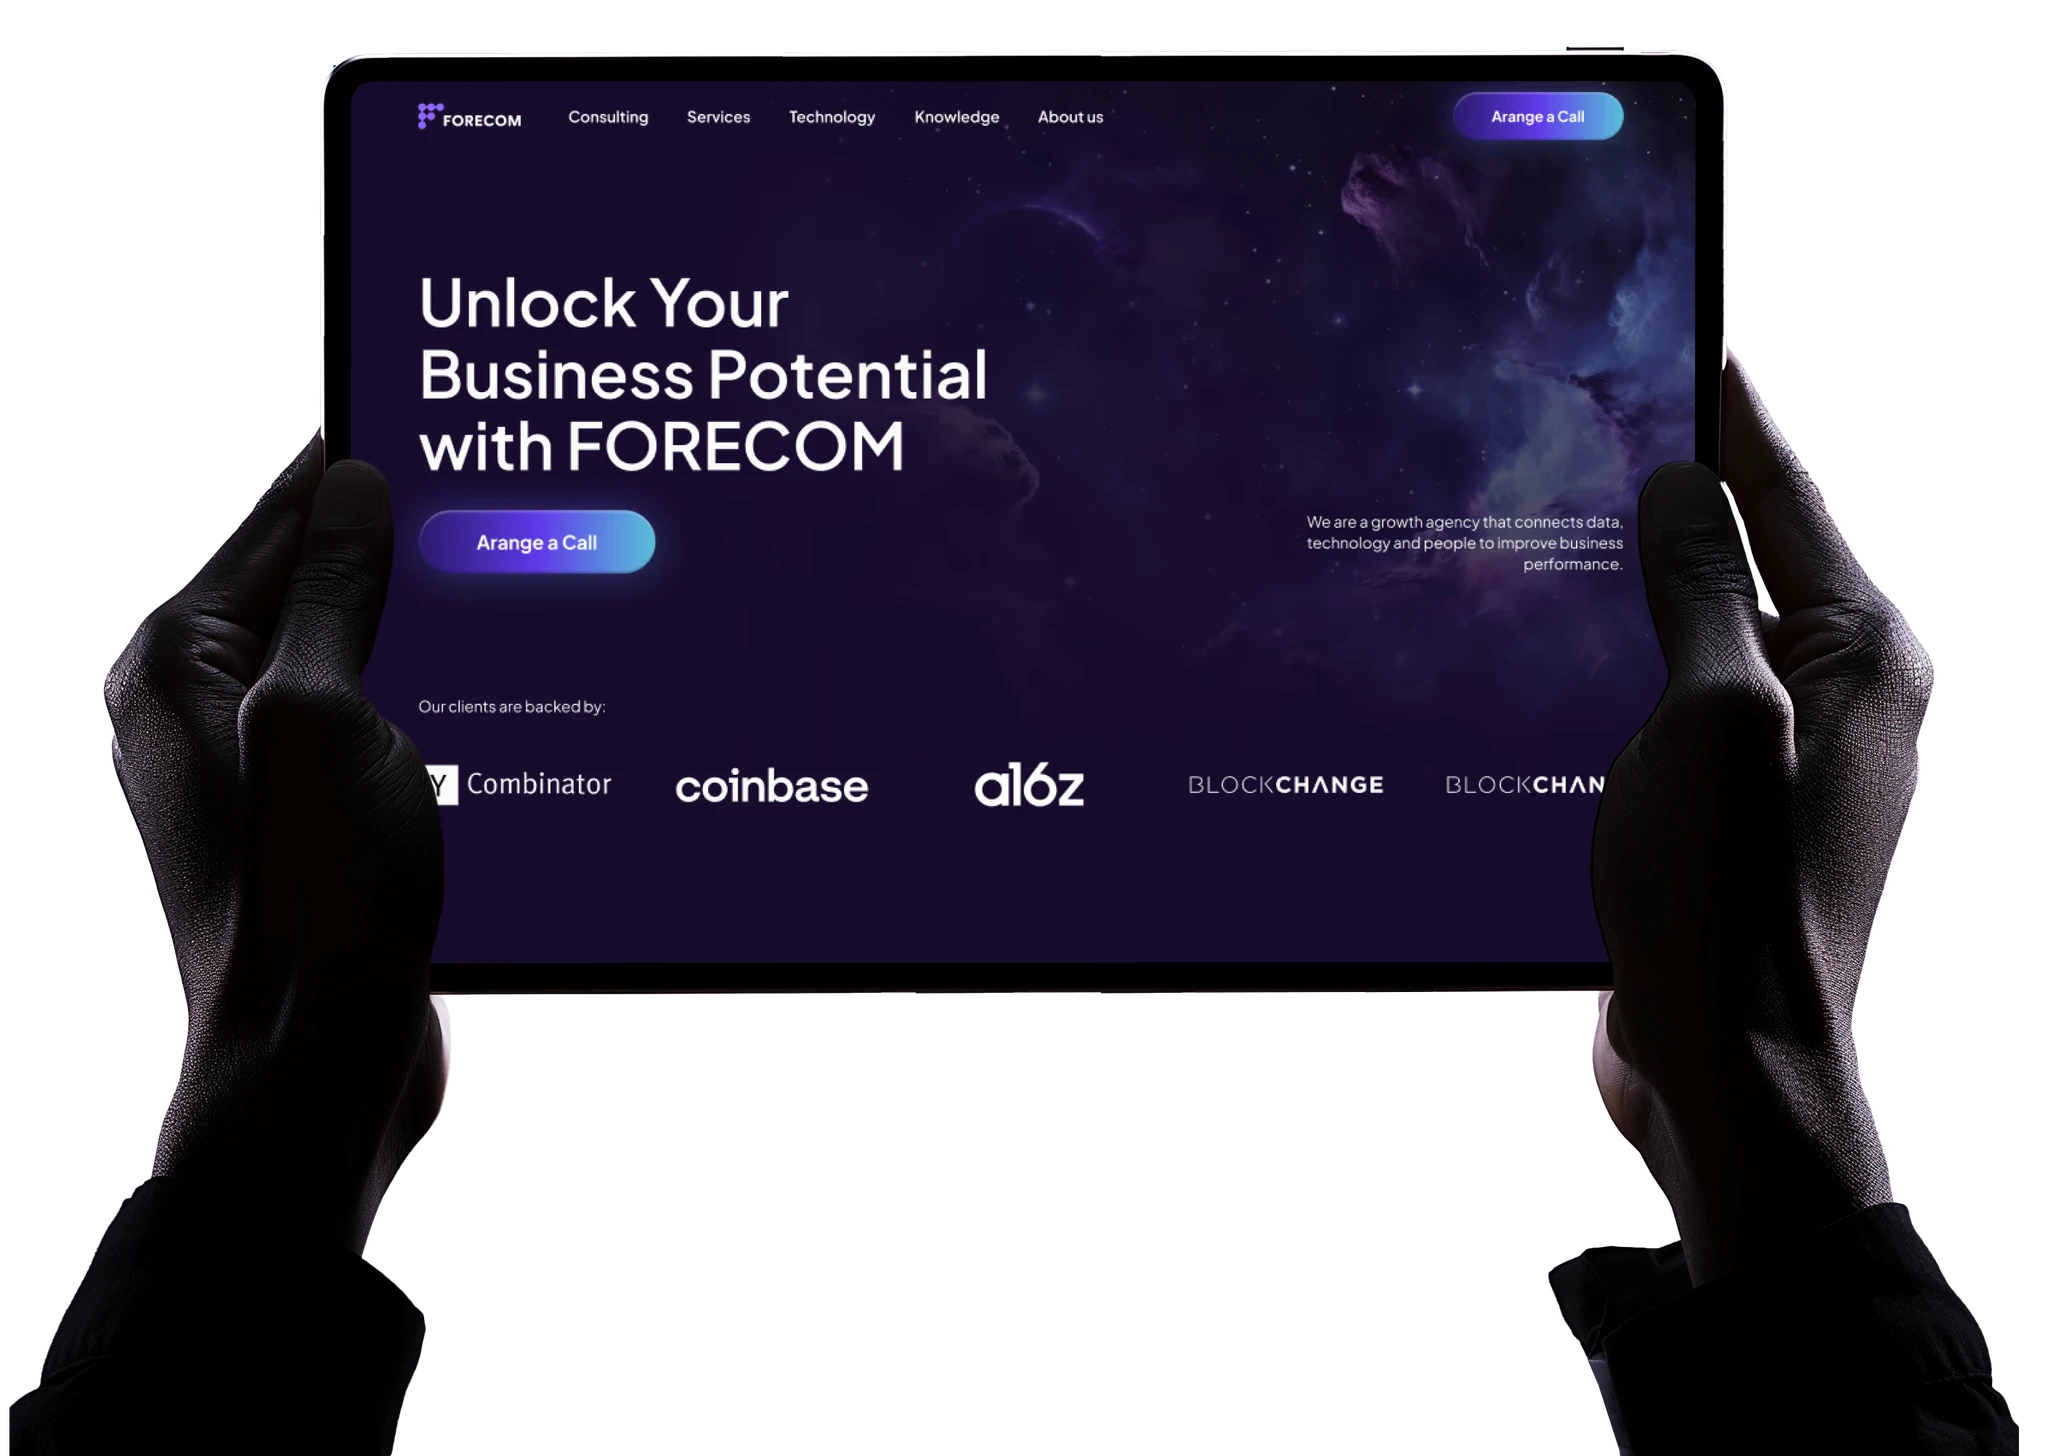 FORECOM Consulting Services Technology Knowledge About us Arange a Call
Unlock Your
Business Potential
with FORECOM
Arange a Call
We are a growth agency that connects data,
technology and people to improve business
performance.
Our clients are backed by:
Y Combinator coinbase a16z BLOCKCHANGE BLOCKCHAN